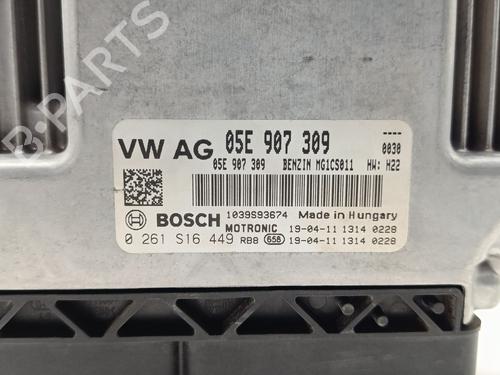 B-Parts
VW AG 05E 907 309 ----
05E 907 309 BENZIN MG1CS011 0030 HW: H22
BOSCH 1039S93674 Made in Hungary
MOTRONIC 19-04-11 1314 0228
0 261 S16 449 RB8 658 19-04-11 1314 0228